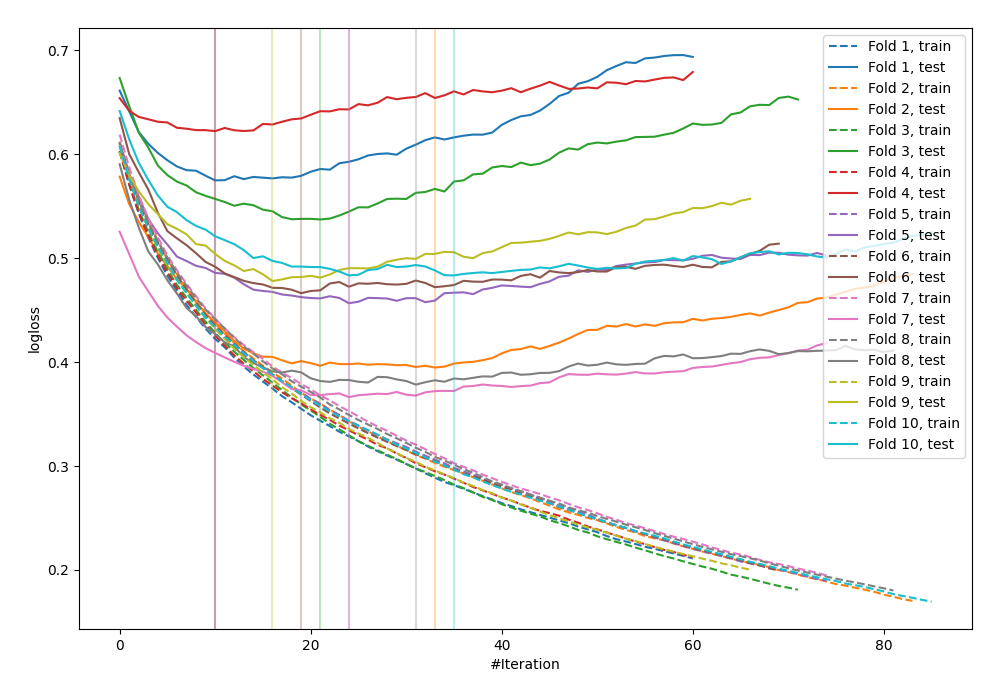 0.7
0.6
0.5
0.4
0.3
0.2
logloss
0
20
40
60
80
#Iteration
Fold 1, train
Fold 1, test
Fold 2, train
Fold 2, test
Fold 3, train
Fold 3, test
Fold 4, train
Fold 4, test
Fold 5, train
Fold 5, test
Fold 6, train
Fold 6, test
Fold 7, train
Fold 7, test
Fold 8, train
Fold 8, test
Fold 9, train
Fold 9, test
Fold 10, train
Fold 10, test